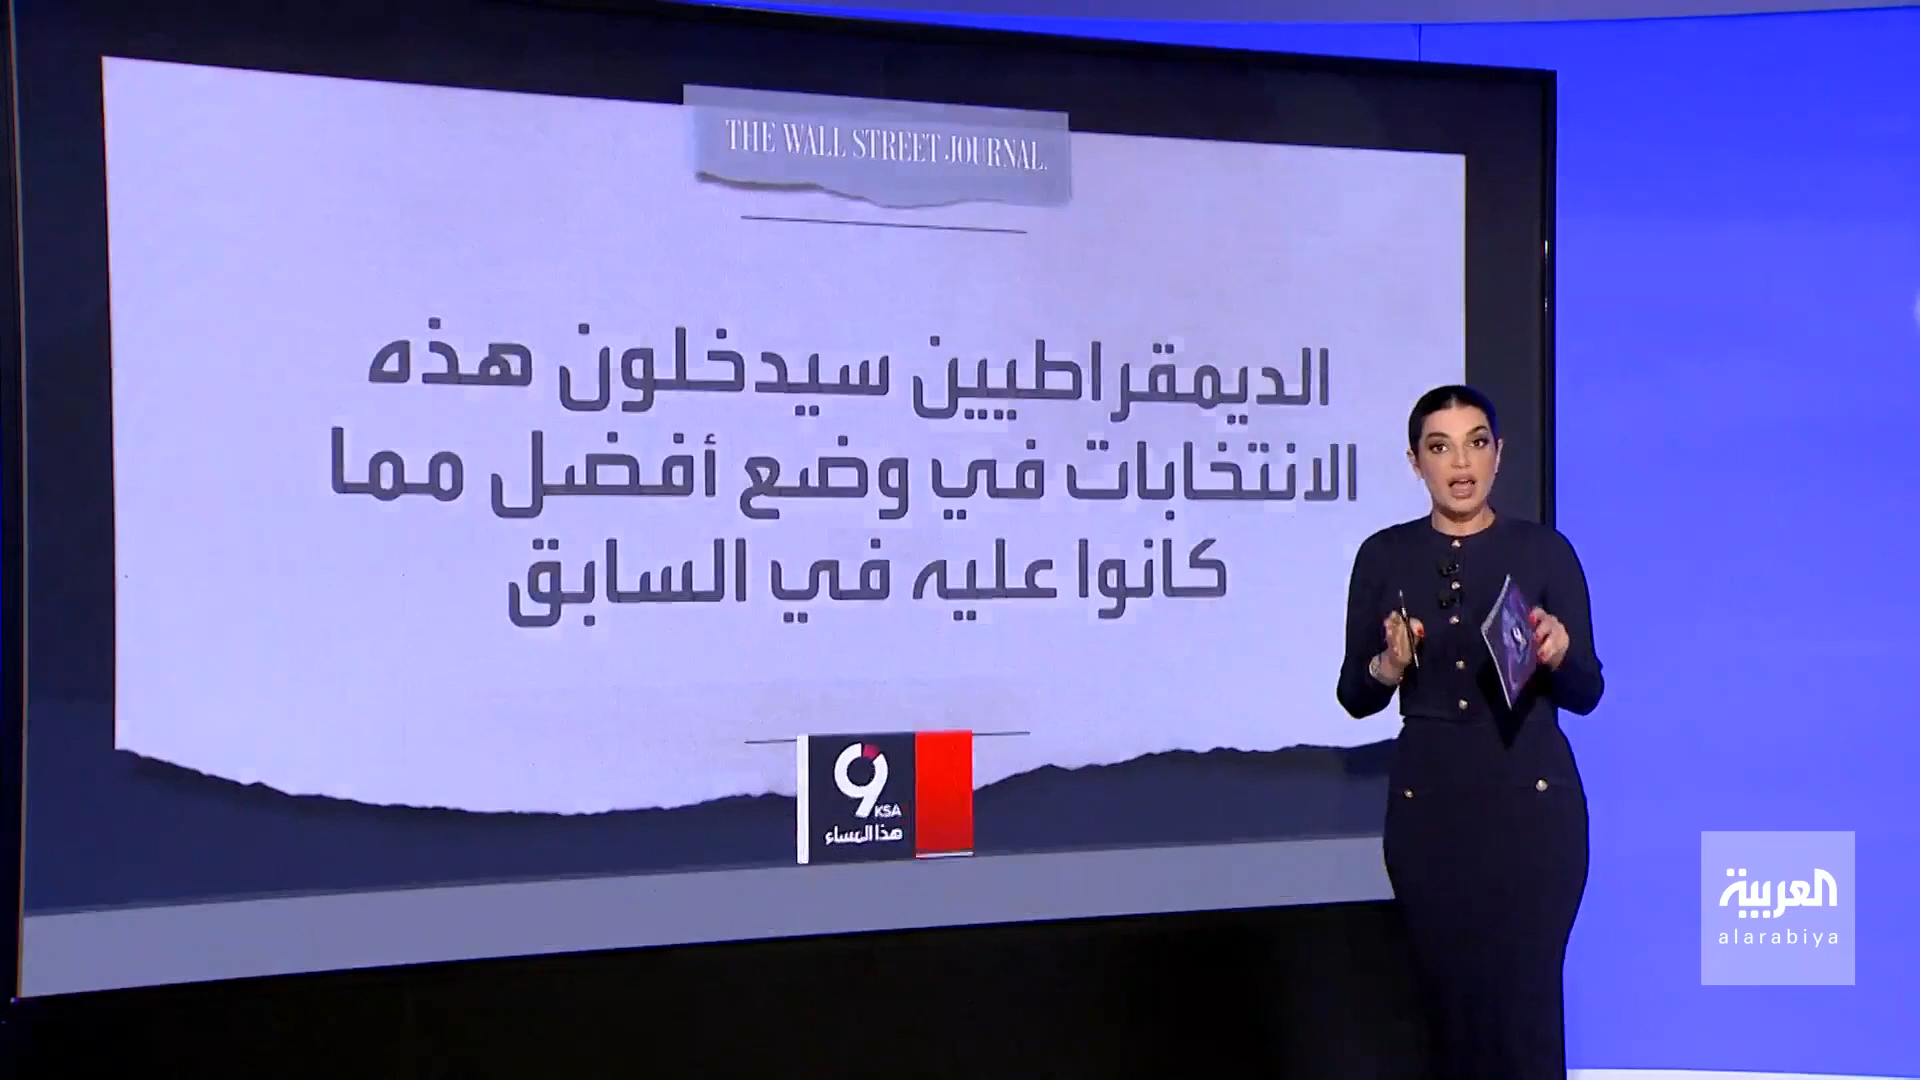 THE WALL STREET JOURNAL.
الديمقراطيين سيدخلون هذه
الانتخابات في وضع أفضل مما
كانوا عليه في السابق
9
KSA
هذا المساء
العربية
alarabiya